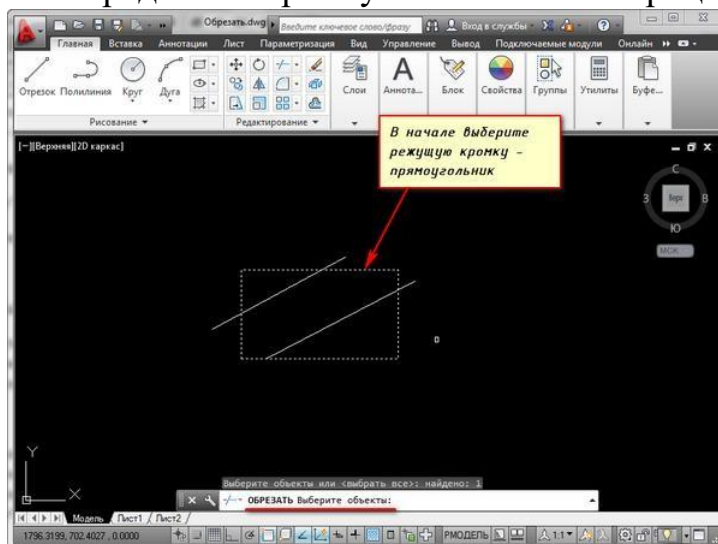 Обрезать.dwg Введите ключевое слово/фразу Вход в службы
Главная Вставка Аннотации Лист Параметризация Вид Управление Вывод Подключаемые модули Онлайн
Отрезок Полилиния Круг Дуга Слои Аннота... Блок Свойства Группы Утилиты Буфе...
Рисование Редактирование
В начале выберите
режущую кромку -
прямоугольник
[−][Верхняя][2D каркас]
С
З Верх В
Ю
МСК
Y
X
Выберите объекты или <выбрать все>: найдено: 1
ОБРЕЗАТЬ Выберите объекты:
Модель Лист1 Лист2
1796.3199, 702.4027, 0.0000 РМОДЕЛЬ 1:1